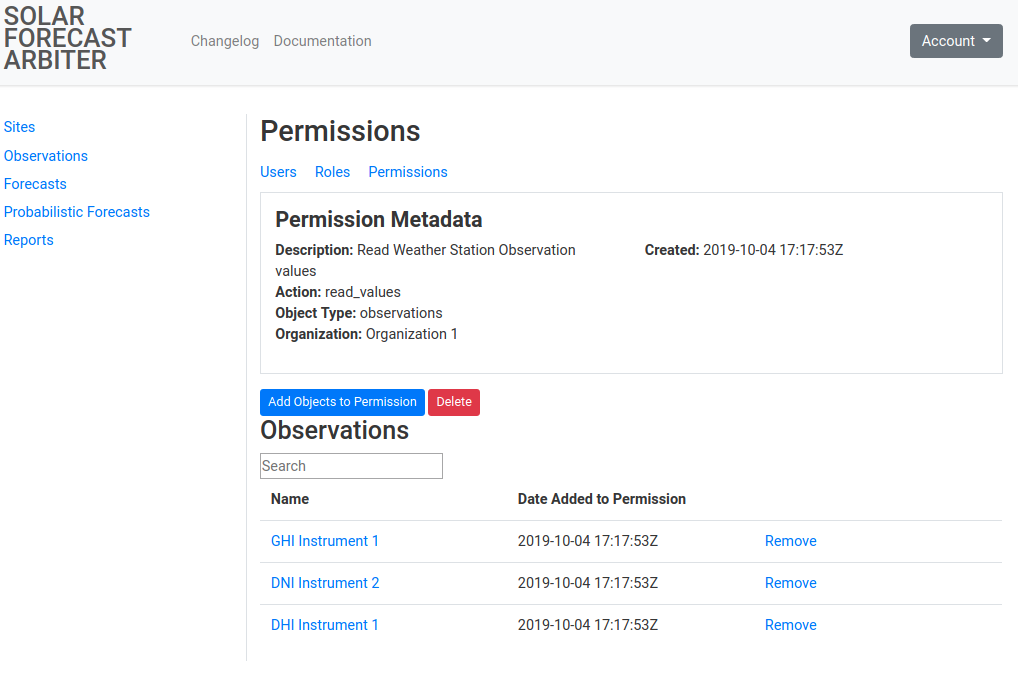 SOLAR
FORECAST
ARBITER
Changelog Documentation
Account
Sites
Observations
Forecasts
Probabilistic Forecasts
Reports
Permissions
Users Roles Permissions
Permission Metadata
Description: Read Weather Station Observation
values
Action: read_values
Object Type: observations
Organization: Organization 1
Created: 2019-10-04 17:17:53Z
Add Objects to Permission Delete
Observations
Search
Name Date Added to Permission
GHI Instrument 1 2019-10-04 17:17:53Z Remove
DNI Instrument 2 2019-10-04 17:17:53Z Remove
DHI Instrument 1 2019-10-04 17:17:53Z Remove